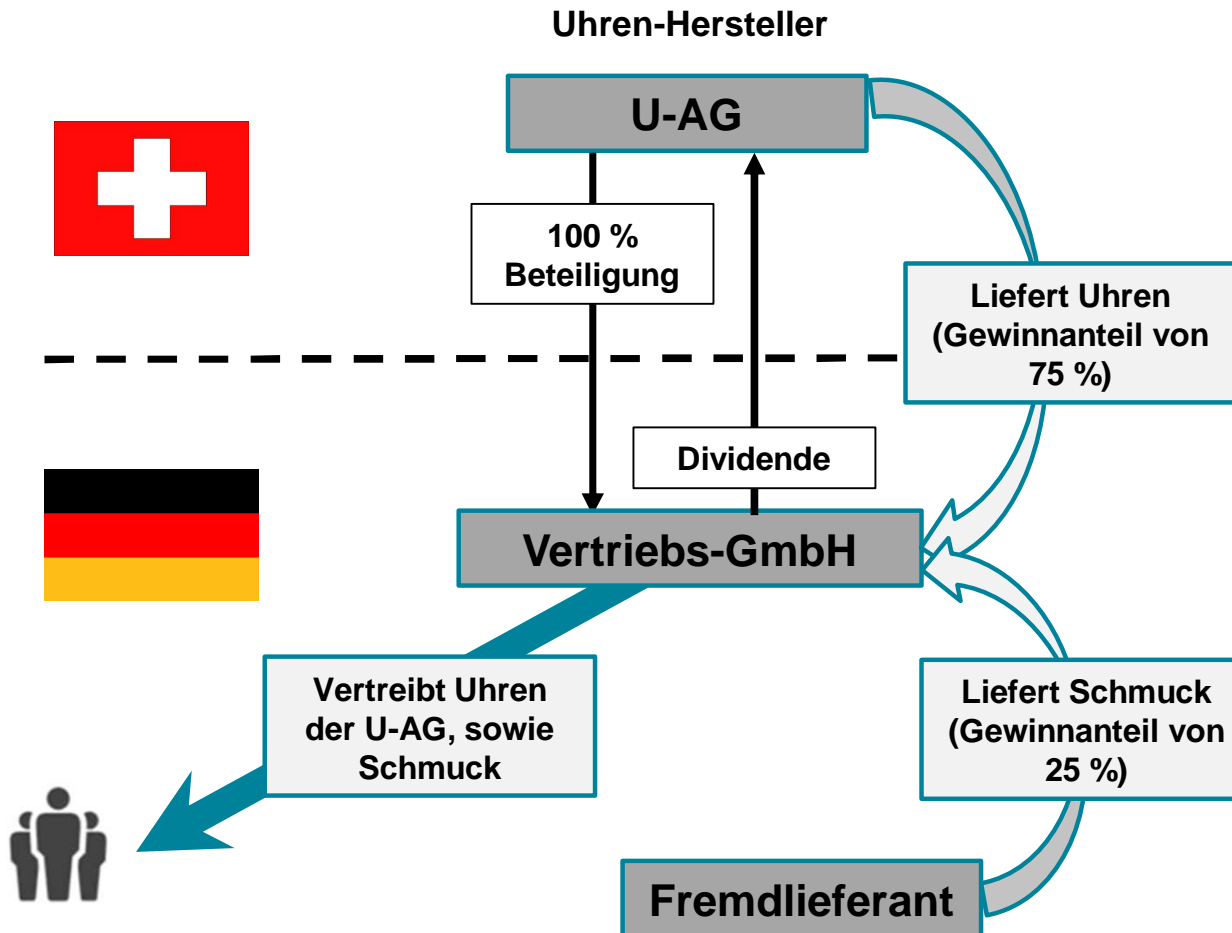 Uhren-Hersteller
U-AG
100 %
Beteiligung
Liefert Uhren
(Gewinnanteil von
75 %)
Dividende
Vertriebs-GmbH
Vertreibt Uhren
der U-AG, sowie
Schmuck
Liefert Schmuck
(Gewinnanteil von
25 %)
Fremdlieferant